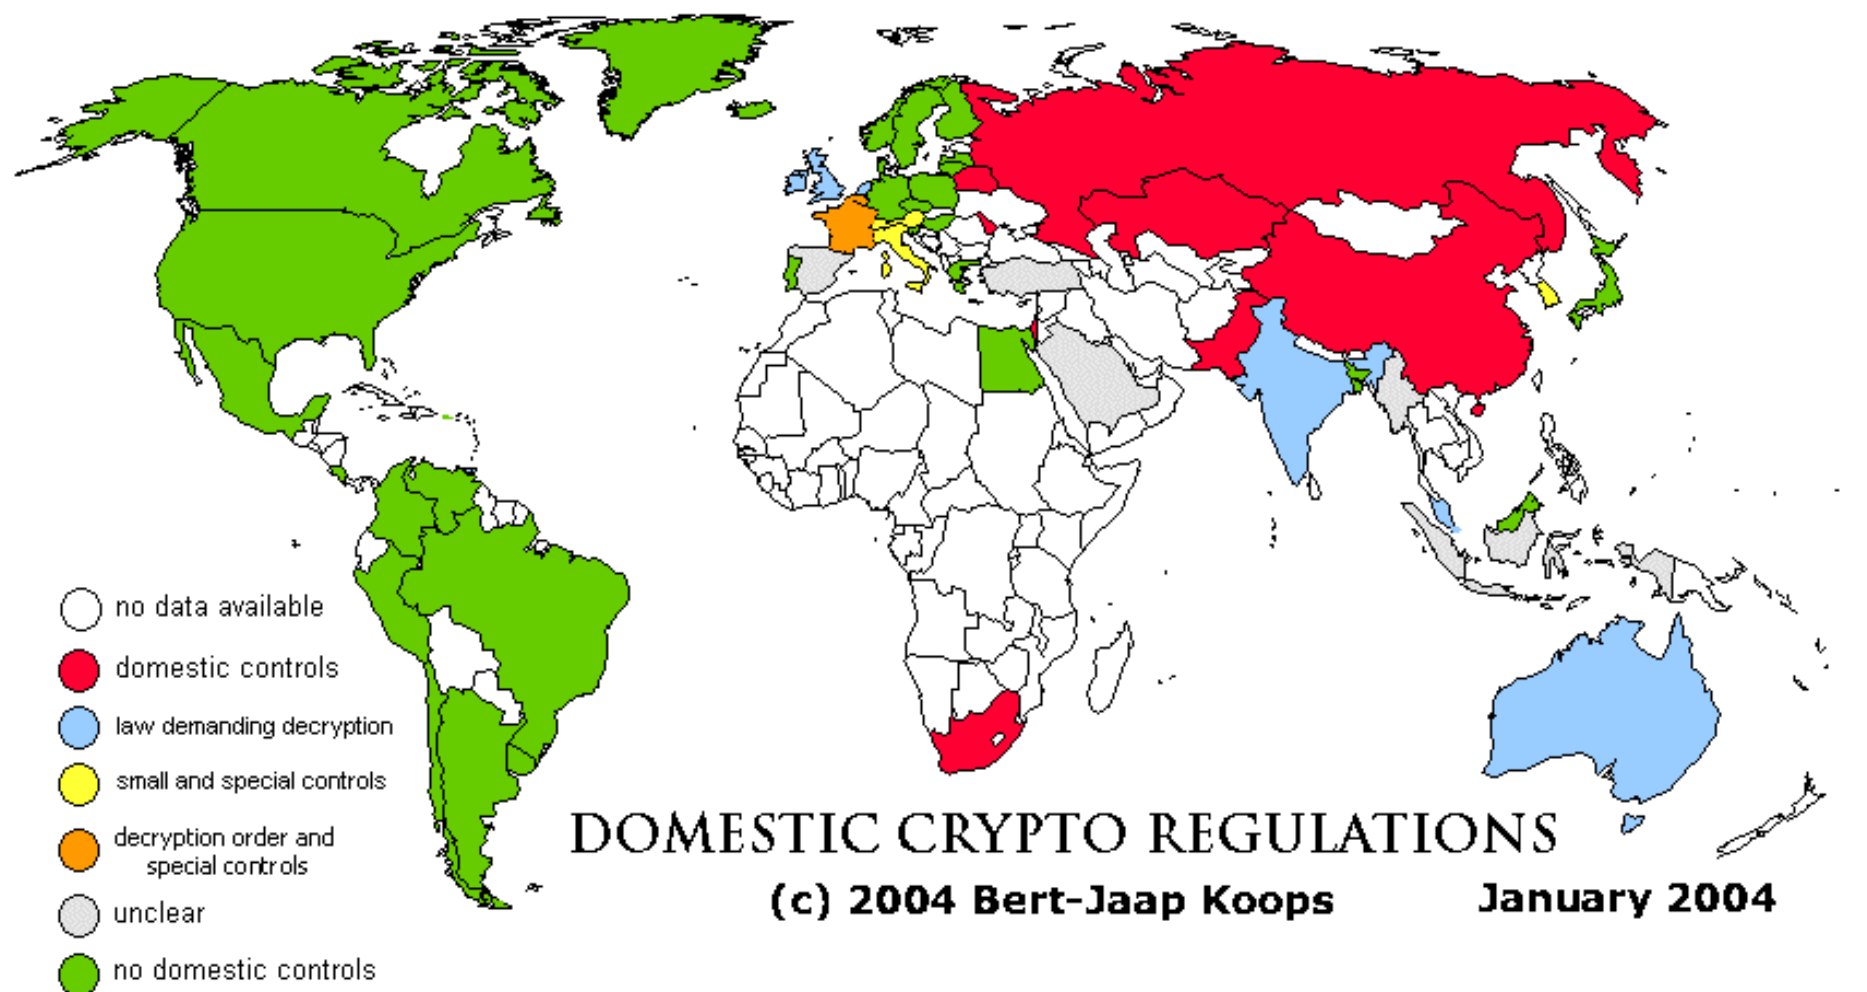 no data available
domestic controls
law demanding decryption
small and special controls
decryption order and
special controls
unclear
no domestic controls
DOMESTIC CRYPTO REGULATIONS
(c) 2004 Bert-Jaap Koops
January 2004